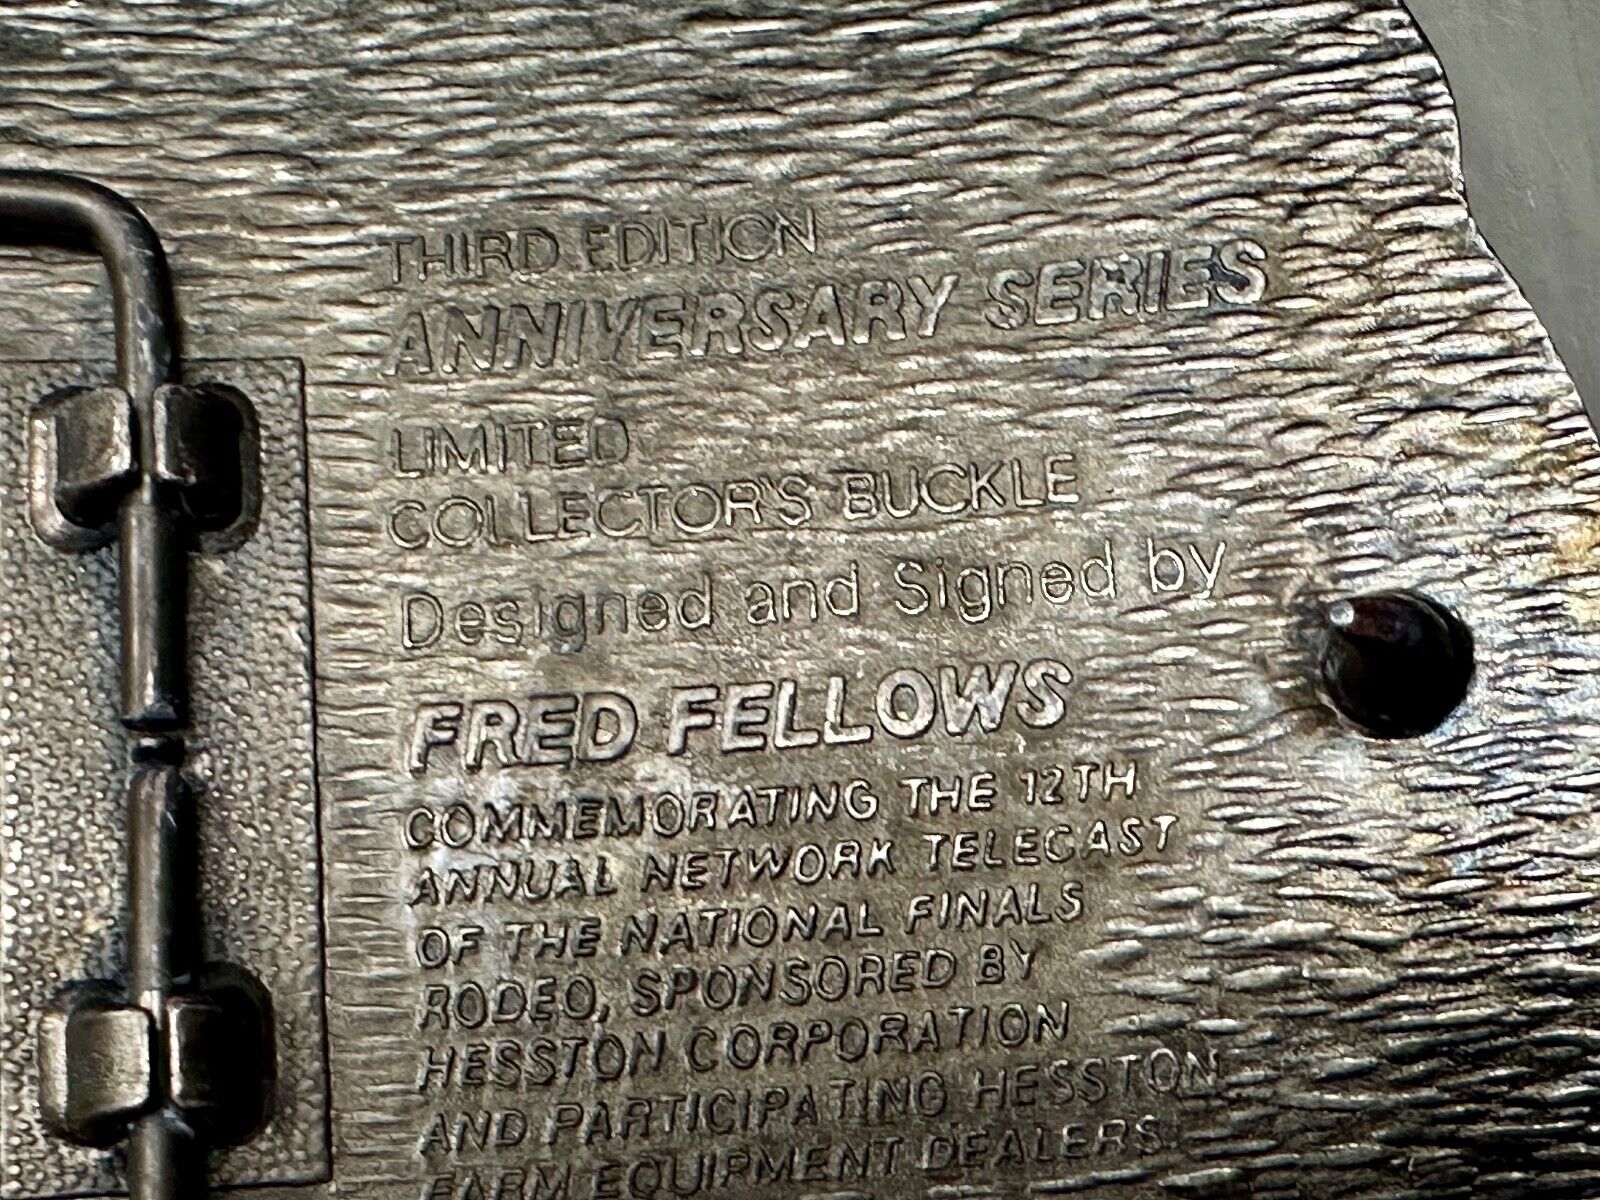 THIRD EDITION
ANNIVERSARY SERIES
LIMITED
COLLECTOR'S BUCKLE
Designed and Signed by
FRED FELLOWS
COMMEMORATING THE 12TH
ANNUAL NETWORK TELECAST
OF THE NATIONAL FINALS
RODEO, SPONSORED BY
HESSTON CORPORATION
AND PARTICIPATING HESSTON
FARM EQUIPMENT DEALERS.